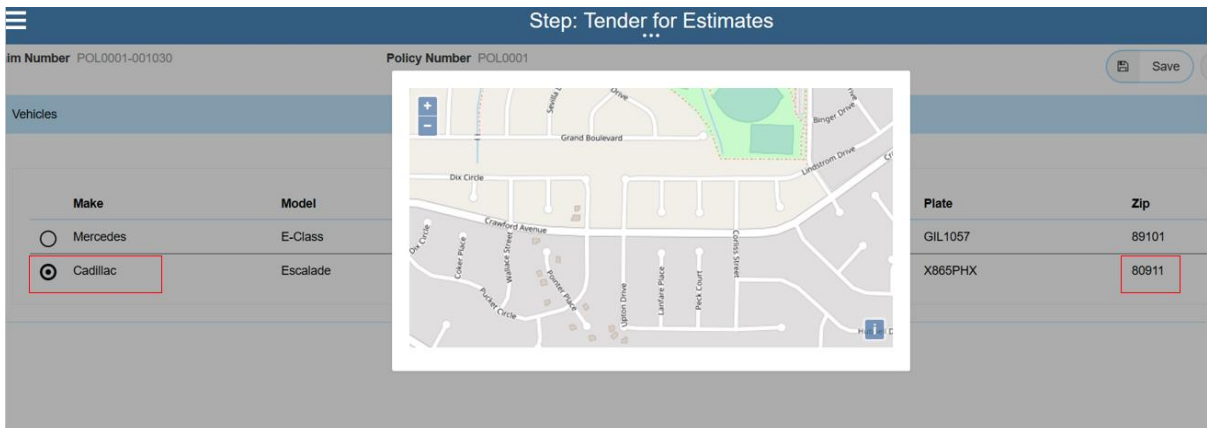 Step: Tender for Estimates
im Number POL0001-001030
Policy Number POL0001
Save
Vehicles
+
−
Drive
Grand Boulevard
Binger Drive
Lindstrom Drive
Dix Circle
Crawford Avenue
Dix Circle
Coker Place
Wallace Street
Pointer Place
Pucker Circle
Upton Drive
Lanfare Place
Peck Court
Corliss Street
i
Make Model Plate Zip
Mercedes E-Class GIL1057 89101
Cadillac Escalade X865PHX 80911